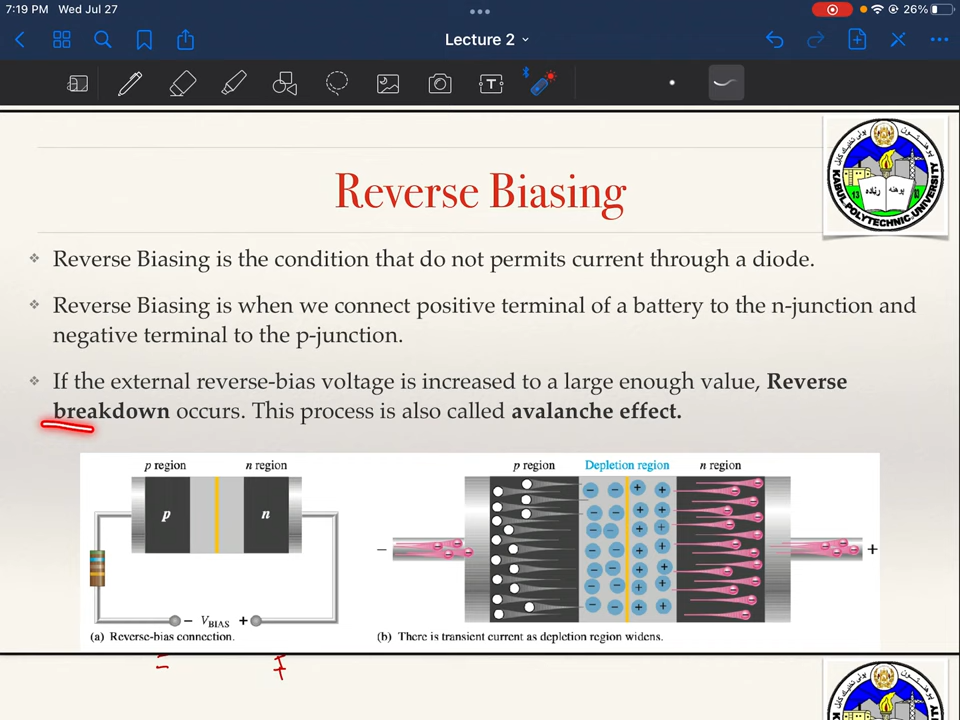 7:19 PM Wed Jul 27
26%
Lecture 2
T
Reverse Biasing
KABUL POLYTECHNIC UNIVERSITY
Reverse Biasing is the condition that do not permits current through a diode.
Reverse Biasing is when we connect positive terminal of a battery to the n-junction and
negative terminal to the p-junction.
If the external reverse-bias voltage is increased to a large enough value, Reverse
breakdown occurs. This process is also called avalanche effect.
p region n region
p n
− VBIAS +
(a) Reverse-bias connection.
p region Depletion region n region
− +
(b) There is transient current as depletion region widens.
= +